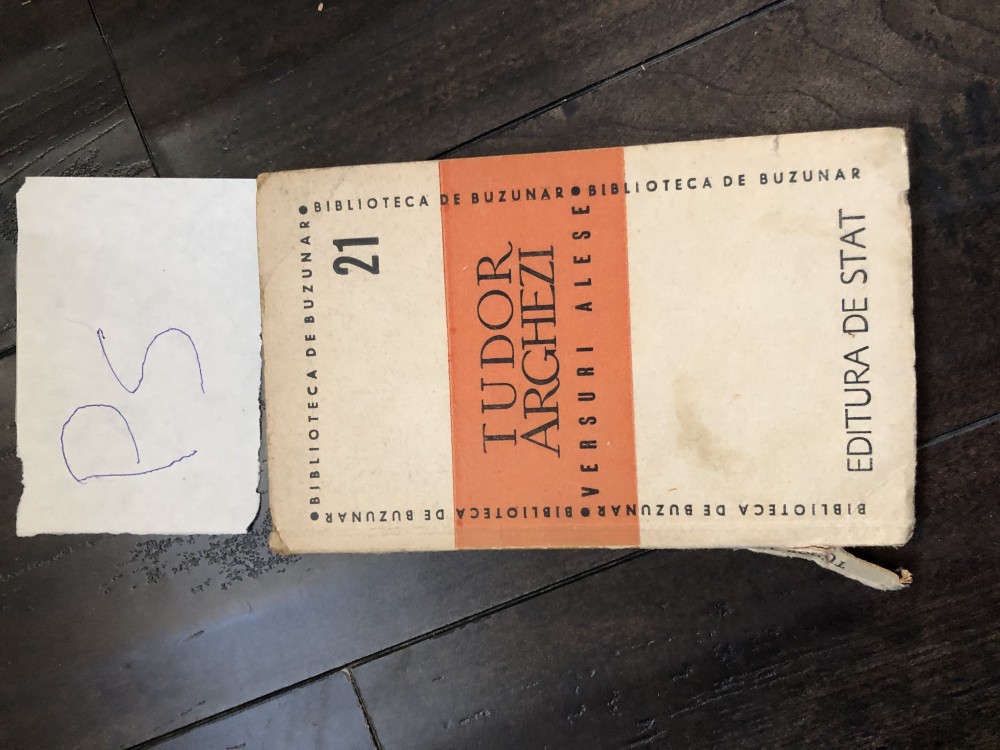 PS
● BIBLIOTECA DE BUZUNAR ●
BIBLIOTECA DE BUZUNAR ● BIBLIOTECA DE BUZUNAR
BIBLIOTECA DE BUZUNAR ● BIBLIOTECA DE BUZUNAR
21
TUDOR
ARGHEZI
VERSURI ALESE
EDITURA DE STAT